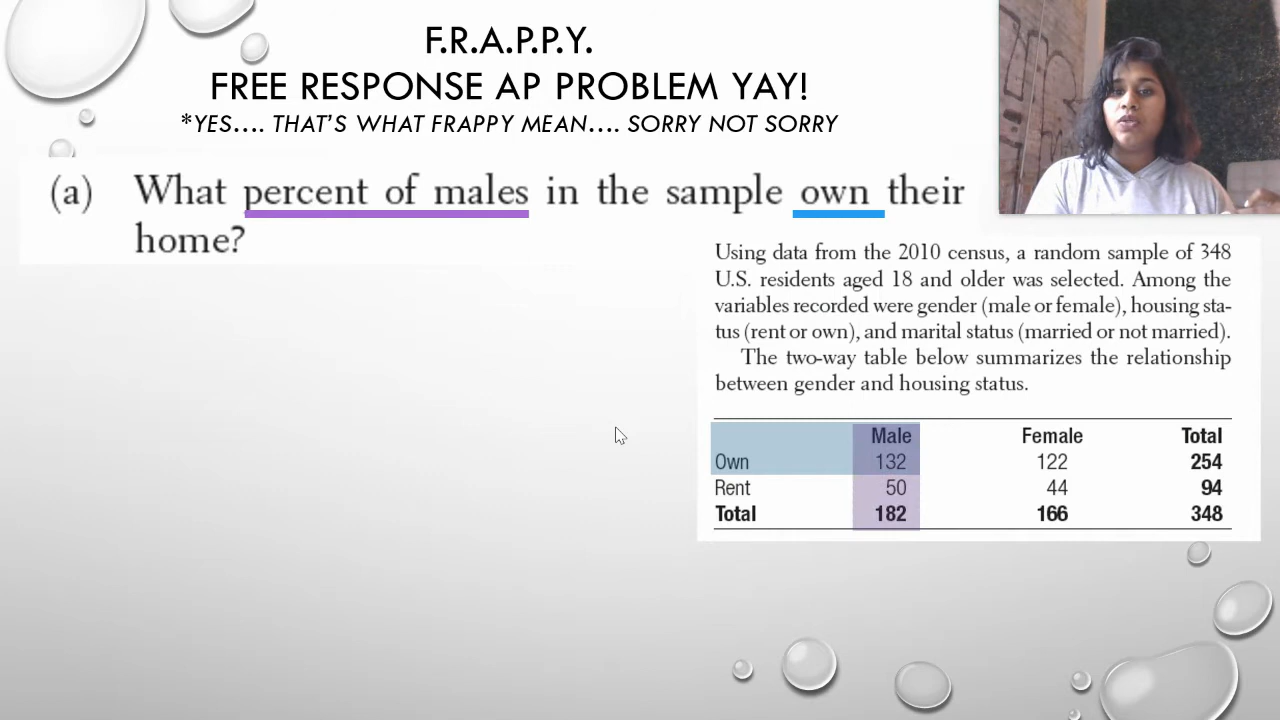 F.R.A.P.P.Y.
FREE RESPONSE AP PROBLEM YAY!
*YES.... THAT'S WHAT FRAPPY MEAN.... SORRY NOT SORRY
(a) What percent of males in the sample own their
home?
Using data from the 2010 census, a random sample of 348
U.S. residents aged 18 and older was selected. Among the
variables recorded were gender (male or female), housing sta-
tus (rent or own), and marital status (married or not married).
The two-way table below summarizes the relationship
between gender and housing status.
Male Female Total
Own 132 122 254
Rent 50 44 94
Total 182 166 348